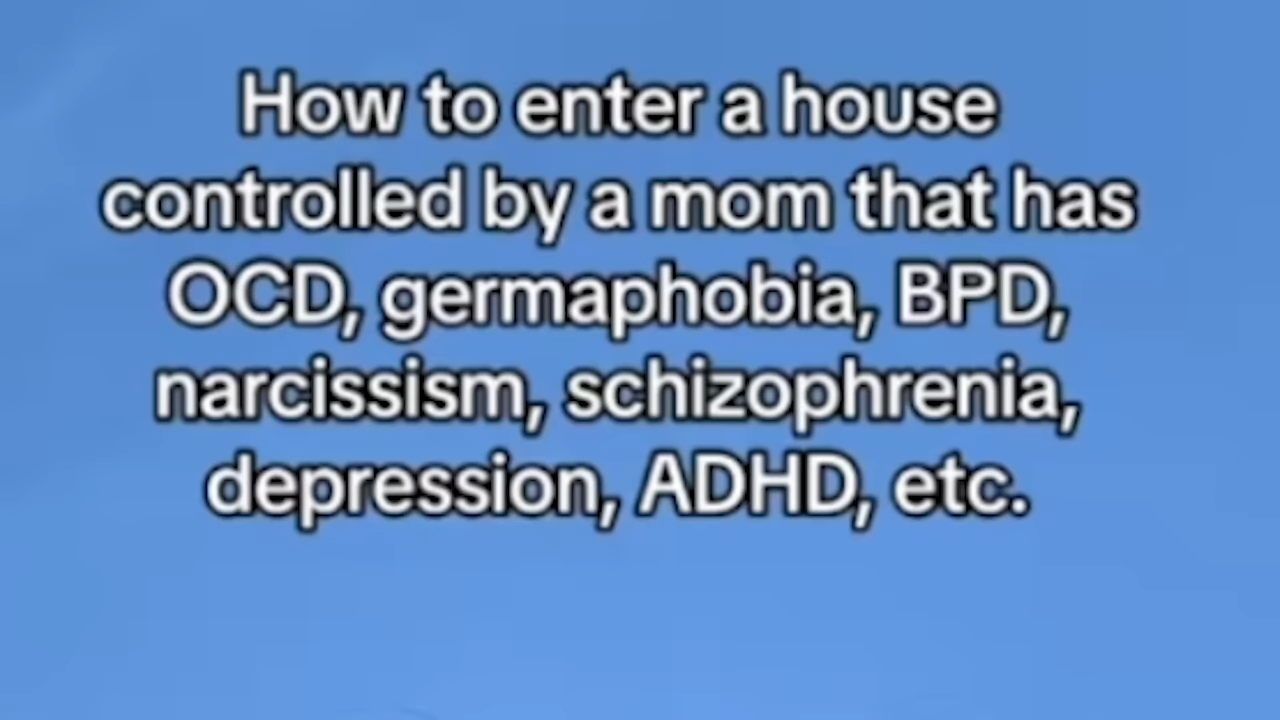 How to enter a house
controlled by a mom that has
OCD, germaphobia, BPD,
narcissism, schizophrenia,
depression, ADHD, etc.